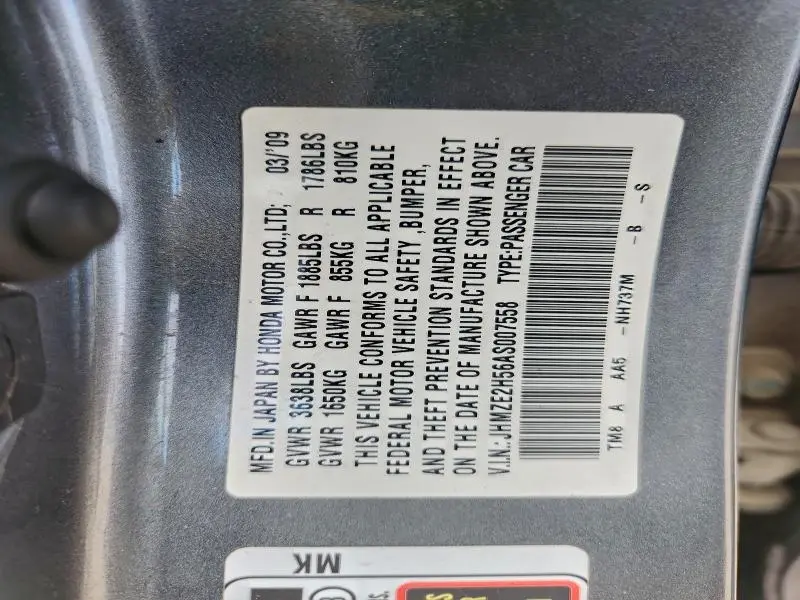 MFD.IN JAPAN BY HONDA MOTOR CO.,LTD; 03/'09
GVWR 3638LBS GAWR F 1885LBS R 1786LBS
GVWR 1650KG GAWR F 855KG R 810KG
THIS VEHICLE CONFORMS TO ALL APPLICABLE
FEDERAL MOTOR VEHICLE SAFETY ,BUMPER,
AND THEFT PREVENTION STANDARDS IN EFFECT
ON THE DATE OF MANUFACTURE SHOWN ABOVE.
V.I.N.:JHMZE2H56AS007558 TYPE:PASSENGER CAR
TM8 A AA5 -NH737M -B -S
MK